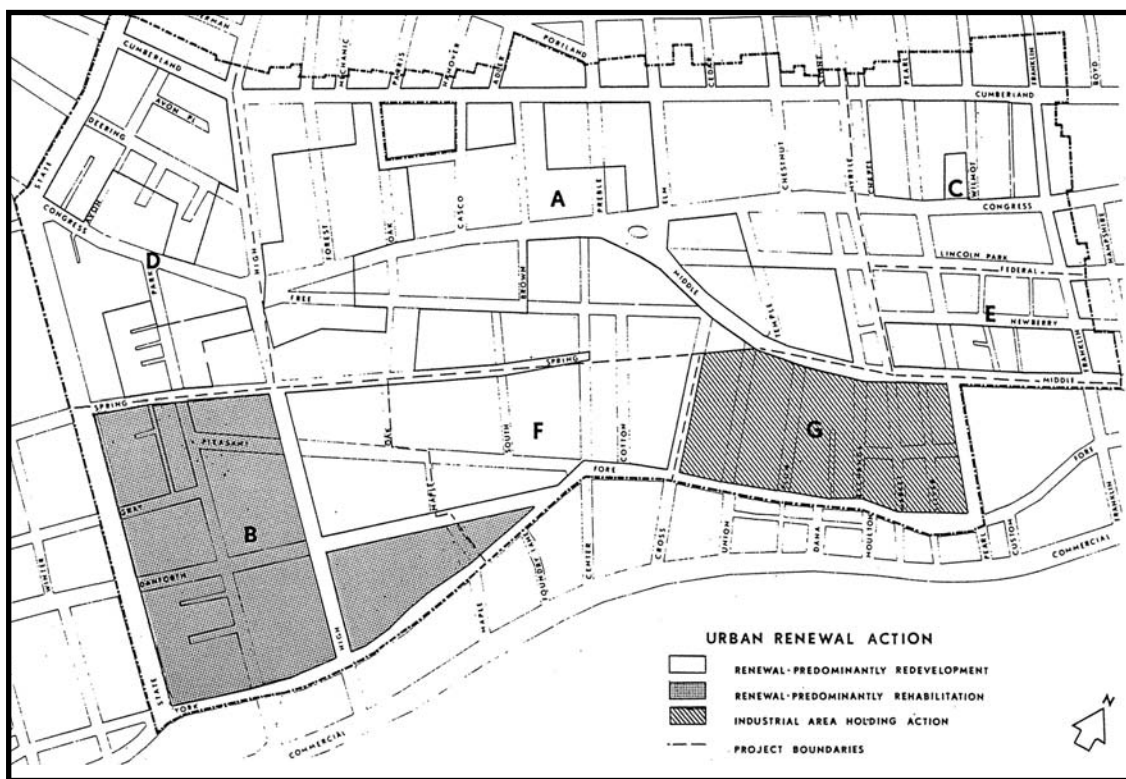 CUMBERLAND
MECHANIC
PARRIS
HANOVER
ALDER
PORTLAND
CEDAR
STONE
PEARL
FRANKLIN
BOYD
CUMBERLAND
AVON PL
DEERING
STATE
CONGRESS
AVON
D
PARK
HIGH
FOREST
OAK
CASCO
A
PREBLE
ELM
CHESTNUT
MYRTLE
CHAPEL
C
WILMOT
CONGRESS
HAMPSHIRE
LINCOLN PARK
FEDERAL
FREE
BROWN
MIDDLE
TEMPLE
E
NEWBERRY
FRANKLIN
MIDDLE
SPRING
SPRING
PLEASANT
OAK
SOUTH
F
COTTON
G
MAPLE
FORE
GRAY
B
DANFORTH
WINTER
HIGH
STATE
YORK
MAPLE
CENTER
CROSS
UNION
DANA
MOULTON
PEARL
CUSTOM
FORE
FRANKLIN
COMMERCIAL
COMMERCIAL
URBAN RENEWAL ACTION
RENEWAL-PREDOMINANTLY REDEVELOPMENT
RENEWAL-PREDOMINANTLY REHABILITATION
INDUSTRIAL AREA HOLDING ACTION
PROJECT BOUNDARIES
N